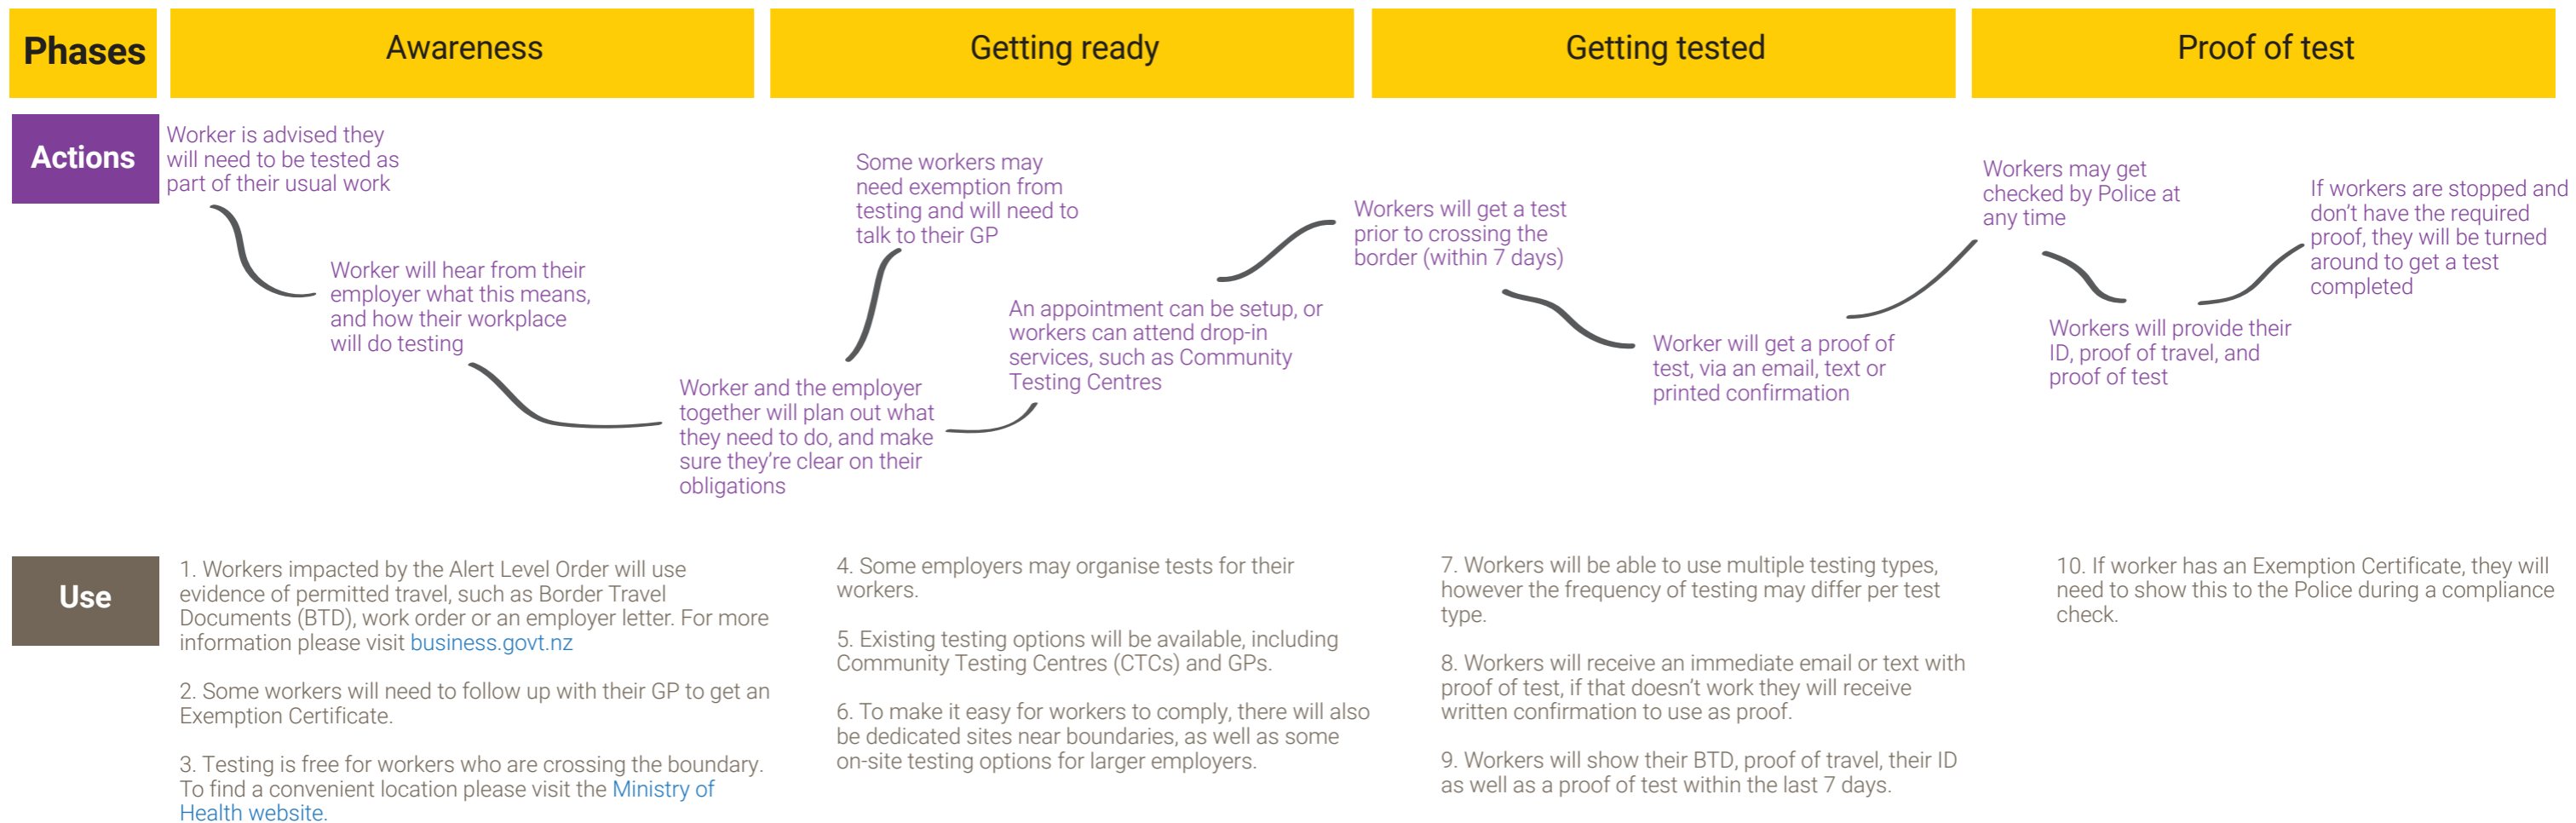 Phases
Awareness
Getting ready
Getting tested
Proof of test
Actions
Worker is advised they
will need to be tested as
part of their usual work
Worker will hear from their
employer what this means,
and how their workplace
will do testing
Worker and the employer
together will plan out what
they need to do, and make
sure they're clear on their
obligations
Some workers may
need exemption from
testing and will need to
talk to their GP
An appointment can be setup, or
workers can attend drop-in
services, such as Community
Testing Centres
Workers will get a test
prior to crossing the
border (within 7 days)
Worker will get a proof of
test, via an email, text or
printed confirmation
Workers may get
checked by Police at
any time
Workers will provide their
ID, proof of travel, and
proof of test
If workers are stopped and
don't have the required
proof, they will be turned
around to get a test
completed
Use
1. Workers impacted by the Alert Level Order will use
evidence of permitted travel, such as Border Travel
Documents (BTD), work order or an employer letter. For more
information please visit business.govt.nz
2. Some workers will need to follow up with their GP to get an
Exemption Certificate.
3. Testing is free for workers who are crossing the boundary.
To find a convenient location please visit the Ministry of
Health website.
4. Some employers may organise tests for their
workers.
5. Existing testing options will be available, including
Community Testing Centres (CTCs) and GPs.
6. To make it easy for workers to comply, there will also
be dedicated sites near boundaries, as well as some
on-site testing options for larger employers.
7. Workers will be able to use multiple testing types,
however the frequency of testing may differ per test
type.
8. Workers will receive an immediate email or text with
proof of test, if that doesn't work they will receive
written confirmation to use as proof.
9. Workers will show their BTD, proof of travel, their ID
as well as a proof of test within the last 7 days.
10. If worker has an Exemption Certificate, they will
need to show this to the Police during a compliance
check.